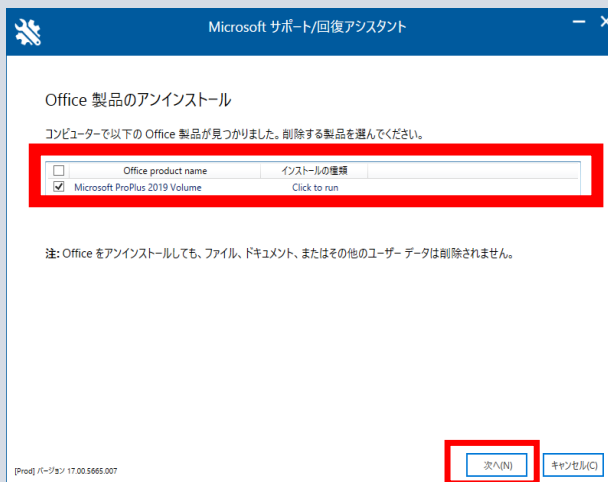 Microsoft サポート/回復アシスタント
Office 製品のアンインストール
コンピューターで以下の Office 製品が見つかりました。削除する製品を選んでください。
Office product name インストールの種類
Microsoft ProPlus 2019 Volume Click to run
注: Office をアンインストールしても、ファイル、ドキュメント、またはその他のユーザー データは削除されません。
次へ(N) キャンセル(C)
[Prod] バージョン 17.00.5665.007